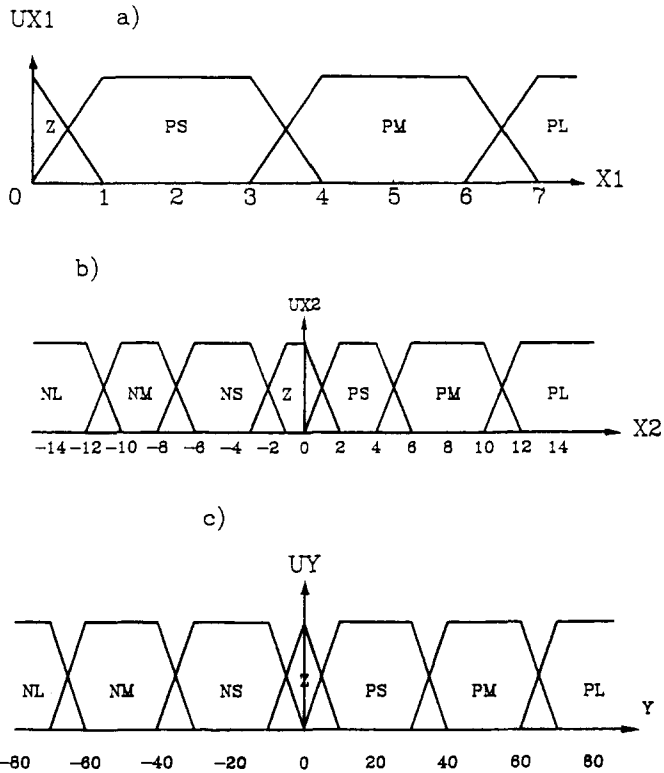 UX1 a)
Z PS PM PL
0 1 2 3 4 5 6 7 X1
b)
UX2
NL NM NS Z PS PM PL
-14 -12 -10 -8 -6 -4 -2 0 2 4 6 8 10 12 14 X2
c)
UY
NL NM NS Z PS PM PL Y
-80 -60 -40 -20 0 20 40 60 80